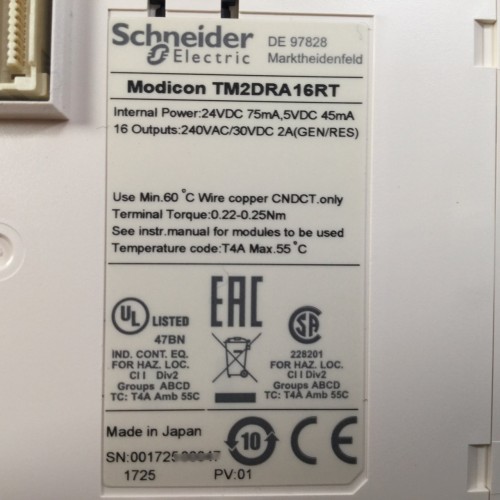 Schneider
Electric
DE 97828
Marktheidenfeld
Modicon TM2DRA16RT
Internal Power:24VDC 75mA,5VDC 45mA
16 Outputs:240VAC/30VDC 2A(GEN/RES)
Use Min.60 °C Wire copper CNDCT.only
Terminal Torque:0.22-0.25Nm
See instr.manual for modules to be used
Temperature code:T4A Max.55 °C
UL LISTED
47BN
IND. CONT. EQ.
FOR HAZ. LOC.
Cl I Div2
Groups ABCD
TC: T4A Amb 55C
EAC
SA
228201
FOR HAZ. LOC.
Cl I Div2
Groups ABCD
TC: T4A Amb 55C
Made in Japan
10
CE
SN:001725
1725
PV:01